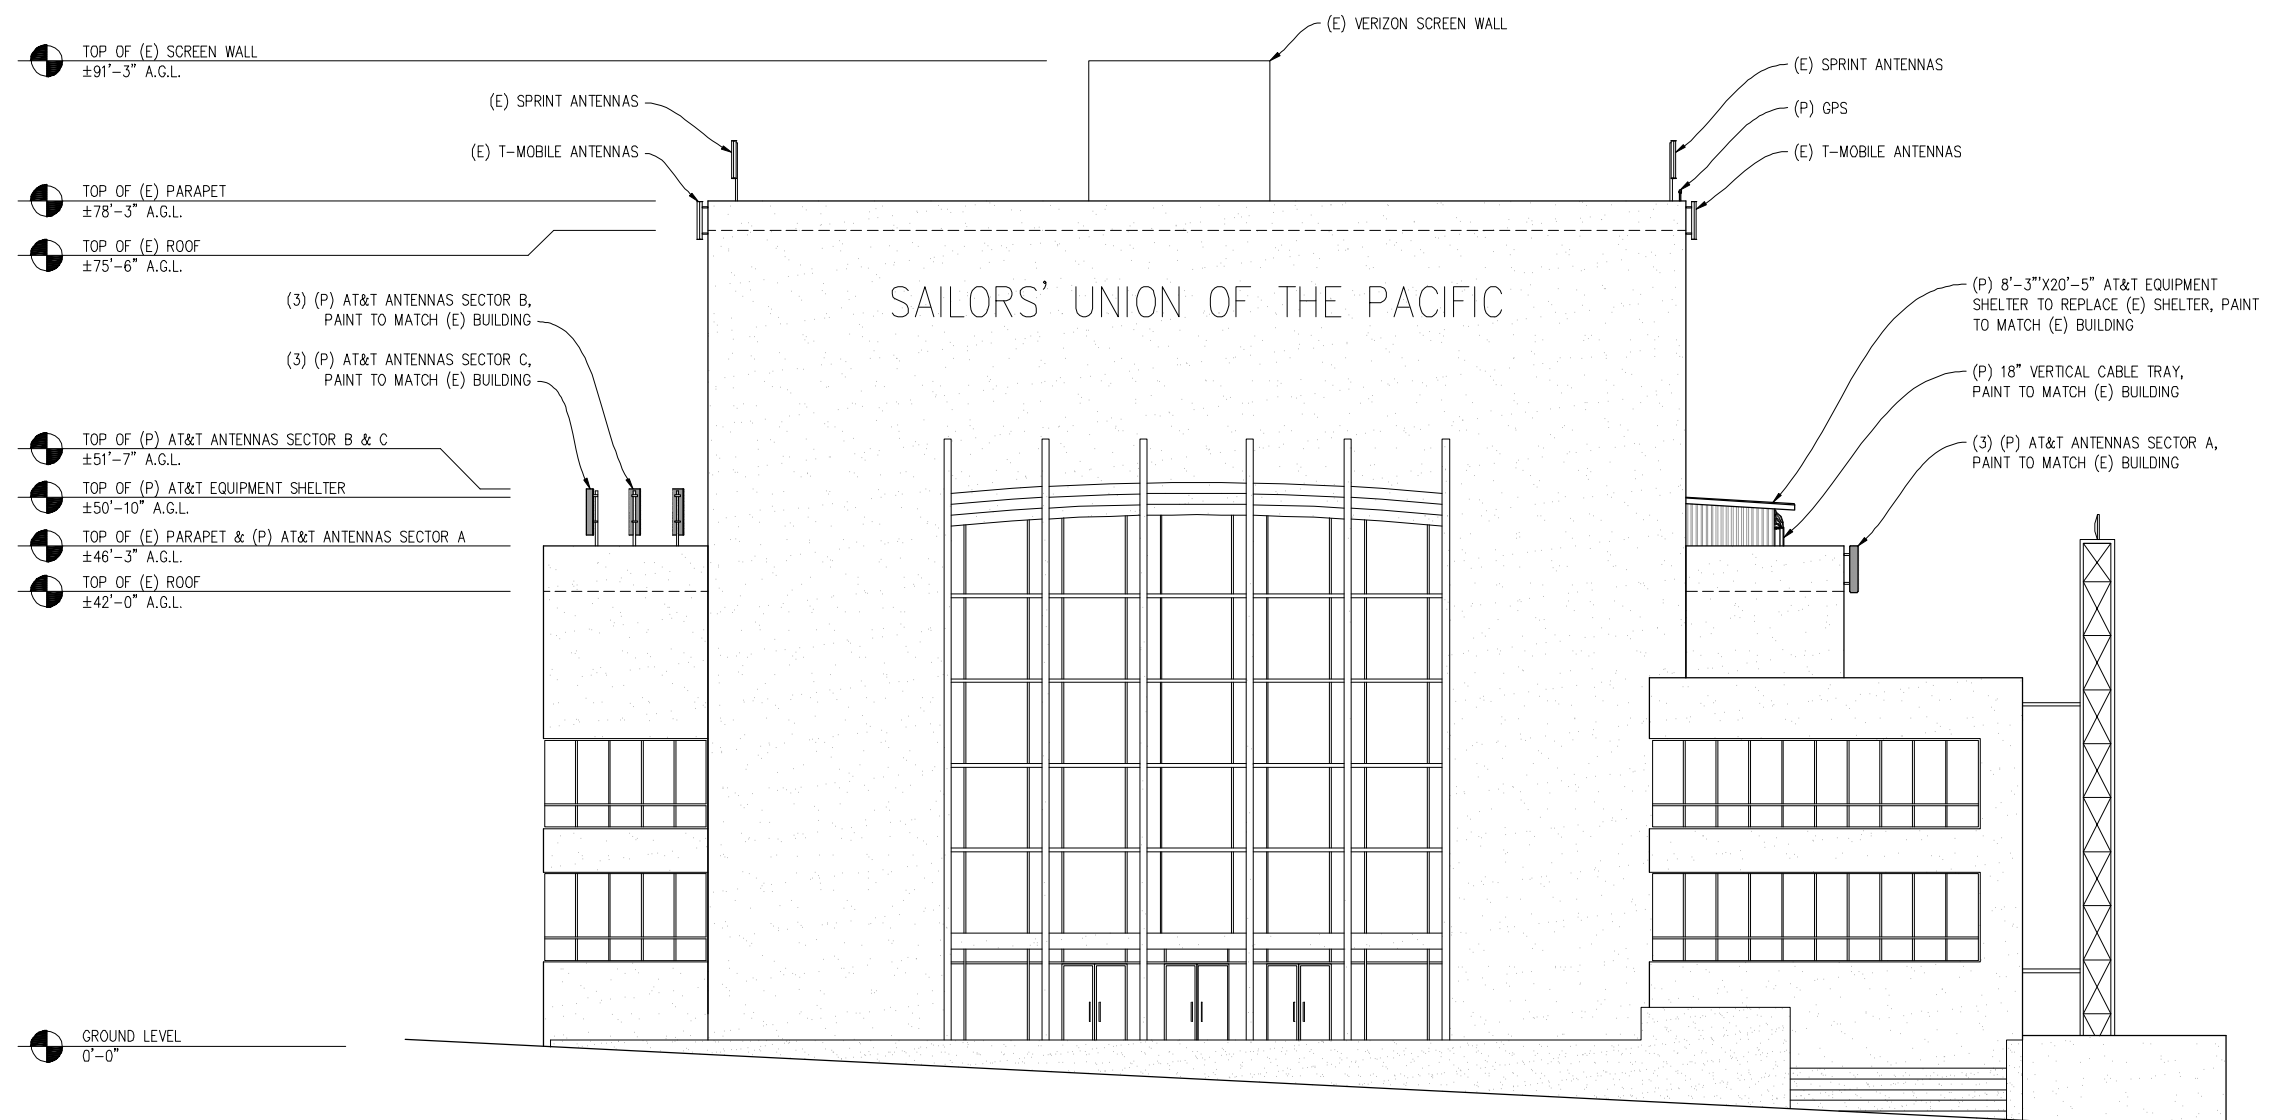 (E) VERIZON SCREEN WALL
TOP OF (E) SCREEN WALL
±91'-3" A.G.L.
(E) SPRINT ANTENNAS
(E) SPRINT ANTENNAS
(P) GPS
(E) T-MOBILE ANTENNAS
(E) T-MOBILE ANTENNAS
TOP OF (E) PARAPET
±78'-3" A.G.L.
TOP OF (E) ROOF
±75'-6" A.G.L.
SAILORS' UNION OF THE PACIFIC
(3) (P) AT&T ANTENNAS SECTOR B,
PAINT TO MATCH (E) BUILDING
(3) (P) AT&T ANTENNAS SECTOR C,
PAINT TO MATCH (E) BUILDING
(P) 8'-3"'X20'-5" AT&T EQUIPMENT
SHELTER TO REPLACE (E) SHELTER, PAINT
TO MATCH (E) BUILDING
(P) 18" VERTICAL CABLE TRAY,
PAINT TO MATCH (E) BUILDING
(3) (P) AT&T ANTENNAS SECTOR A,
PAINT TO MATCH (E) BUILDING
TOP OF (P) AT&T ANTENNAS SECTOR B & C
±51'-7" A.G.L.
TOP OF (P) AT&T EQUIPMENT SHELTER
±50'-10" A.G.L.
TOP OF (E) PARAPET & (P) AT&T ANTENNAS SECTOR A
±46'-3" A.G.L.
TOP OF (E) ROOF
±42'-0" A.G.L.
GROUND LEVEL
0'-0"